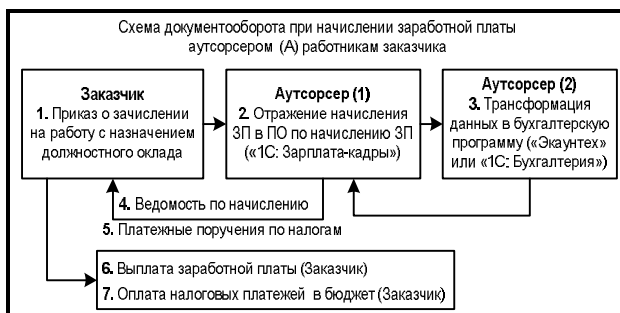 Схема документооборота при начислении заработной платы
аутсорсером (А) работникам заказчика
Заказчик
1. Приказ о зачислении
на работу с назначением
должностного оклада
Аутсорсер (1)
2. Отражение начисления
ЗП в ПО по начислению ЗП
(«1С: Зарплата-кадры»)
Аутсорсер (2)
3. Трансформация
данных в бухгалтерскую
программу («Экаунтех»
или «1С: Бухгалтерия»)
4. Ведомость по начислению
5. Платежные поручения по налогам
6. Выплата заработной платы (Заказчик)
7. Оплата налоговых платежей в бюджет (Заказчик)